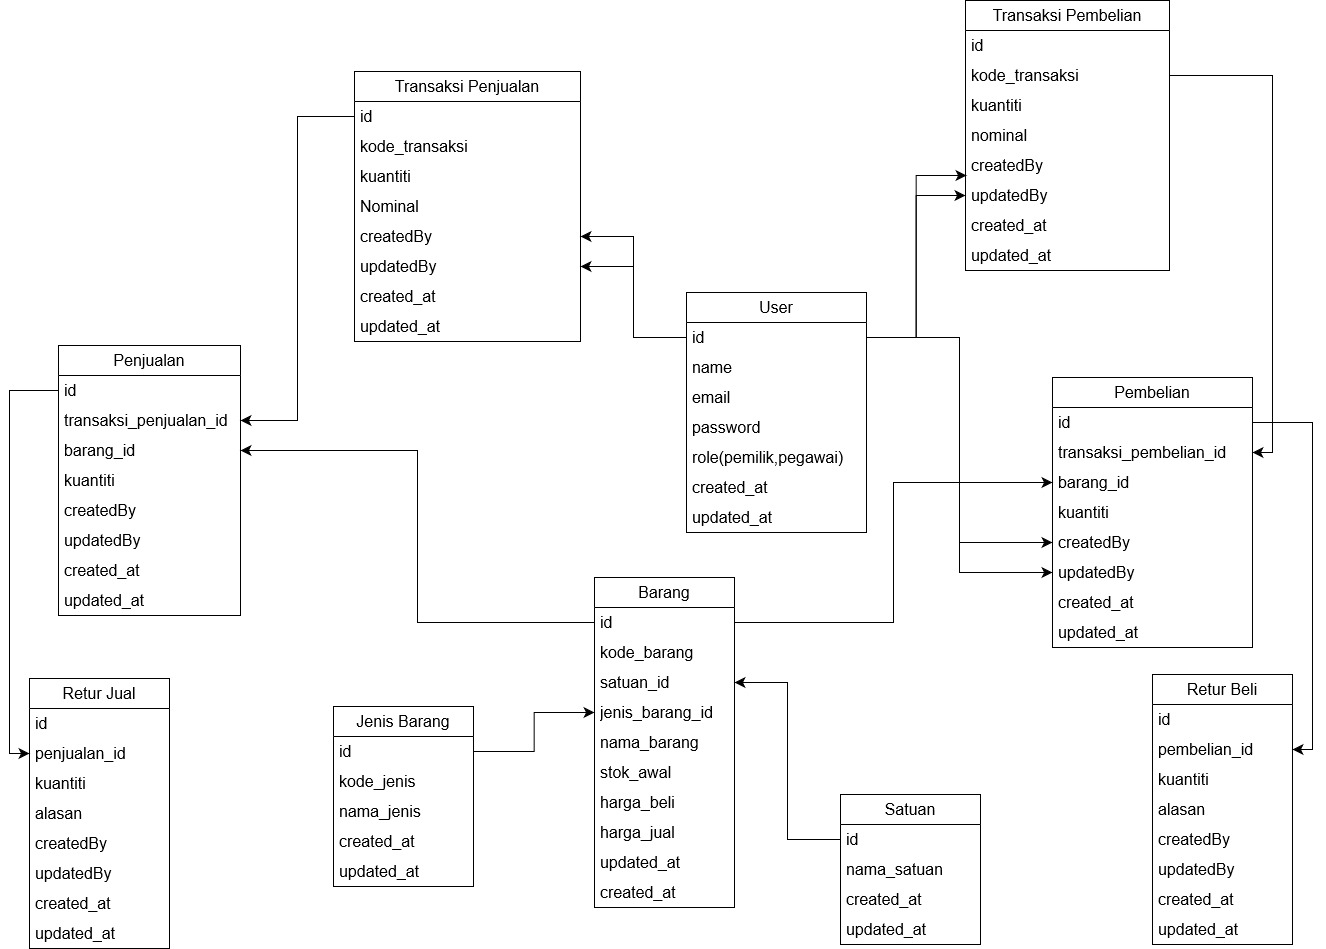 Transaksi Pembelian
id
kode_transaksi
kuantiti
nominal
createdBy
updatedBy
created_at
updated_at
Transaksi Penjualan
id
kode_transaksi
kuantiti
Nominal
createdBy
updatedBy
created_at
updated_at
User
id
name
email
password
role(pemilik,pegawai)
created_at
updated_at
Penjualan
id
transaksi_penjualan_id
barang_id
kuantiti
createdBy
updatedBy
created_at
updated_at
Pembelian
id
transaksi_pembelian_id
barang_id
kuantiti
createdBy
updatedBy
created_at
updated_at
Barang
id
kode_barang
satuan_id
jenis_barang_id
nama_barang
stok_awal
harga_beli
harga_jual
updated_at
created_at
Retur Jual
id
penjualan_id
kuantiti
alasan
createdBy
updatedBy
created_at
updated_at
Jenis Barang
id
kode_jenis
nama_jenis
created_at
updated_at
Satuan
id
nama_satuan
created_at
updated_at
Retur Beli
id
pembelian_id
kuantiti
alasan
createdBy
updatedBy
created_at
updated_at